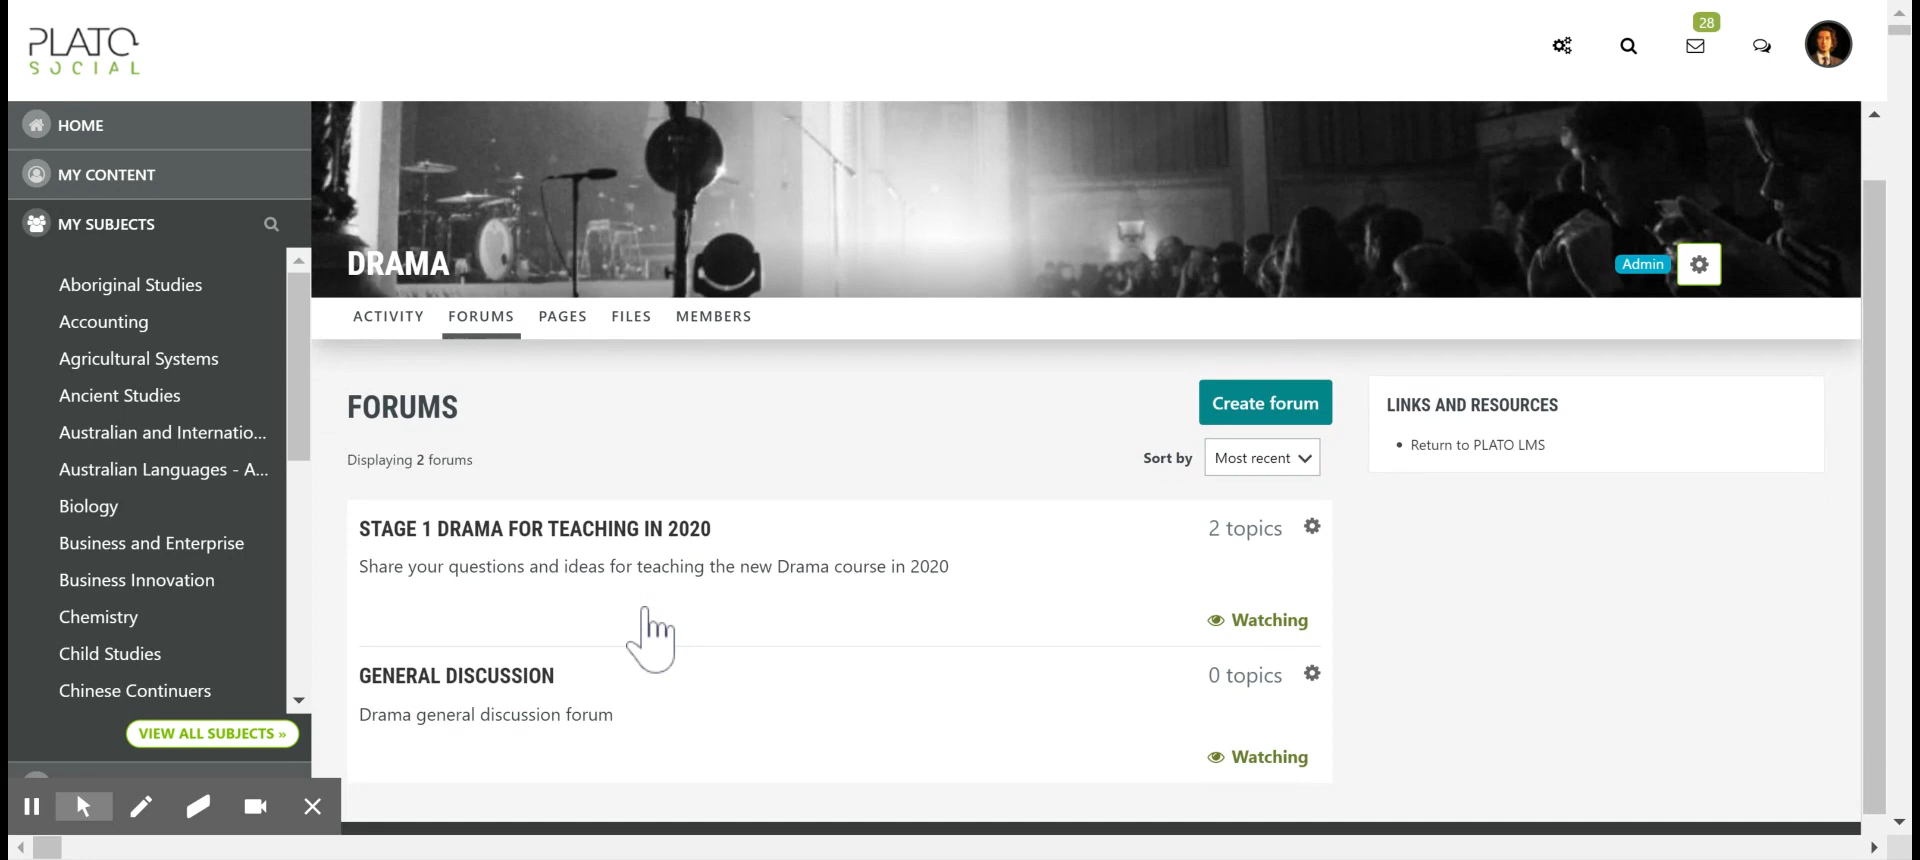 PLATO
SOCIAL
28
HOME
MY CONTENT
MY SUBJECTS
Aboriginal Studies
Accounting
Agricultural Systems
Ancient Studies
Australian and Internatio...
Australian Languages - A...
Biology
Business and Enterprise
Business Innovation
Chemistry
Child Studies
Chinese Continuers
VIEW ALL SUBJECTS »
DRAMA
Admin
ACTIVITY FORUMS PAGES FILES MEMBERS
FORUMS
Create forum
Displaying 2 forums
Sort by Most recent
STAGE 1 DRAMA FOR TEACHING IN 2020
2 topics
Share your questions and ideas for teaching the new Drama course in 2020
Watching
GENERAL DISCUSSION
0 topics
Drama general discussion forum
Watching
LINKS AND RESOURCES
• Return to PLATO LMS